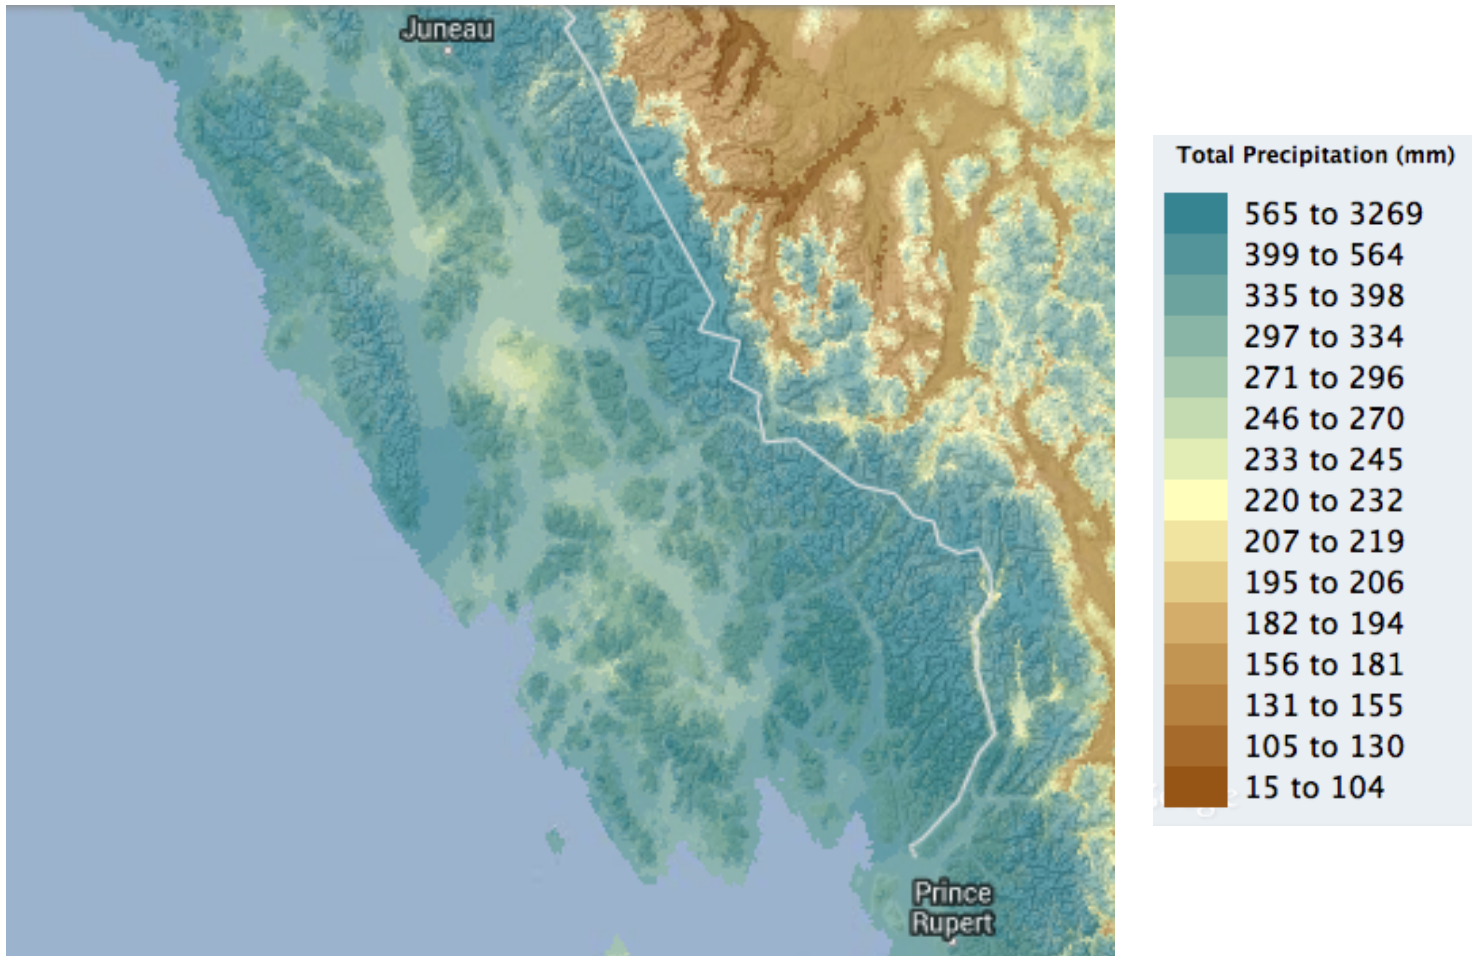 Juneau
Prince
Rupert
Total Precipitation (mm)
565 to 3269
399 to 564
335 to 398
297 to 334
271 to 296
246 to 270
233 to 245
220 to 232
207 to 219
195 to 206
182 to 194
156 to 181
131 to 155
105 to 130
15 to 104